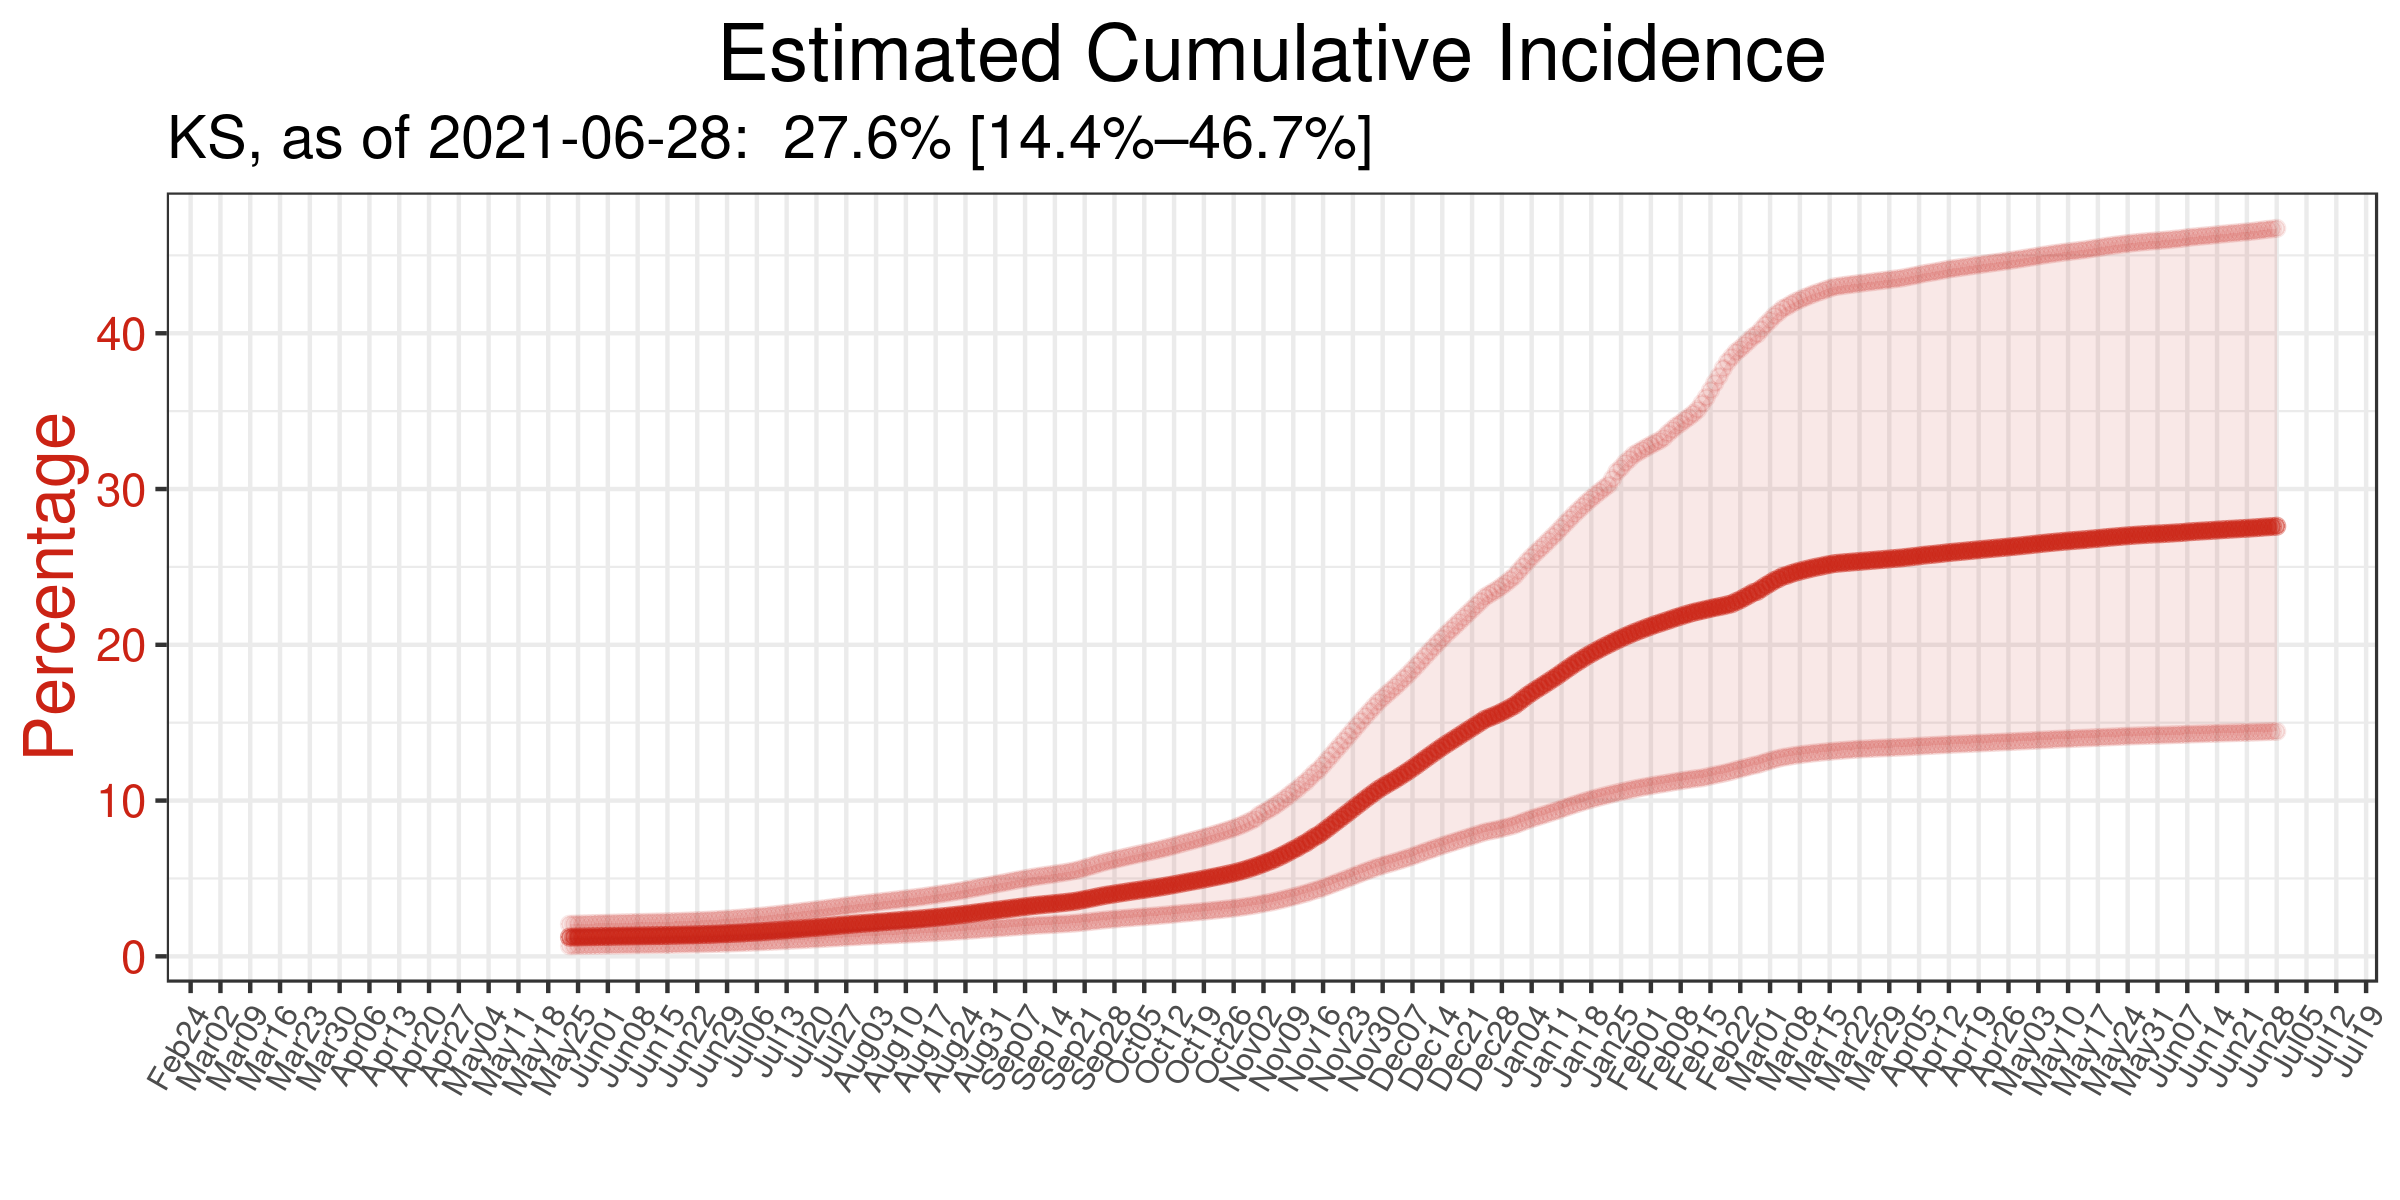 Estimated Cumulative Incidence
KS, as of 2021-06-28:  27.6% [14.4%–46.7%]
Percentage
40
30
20
10
0
Feb24
Mar02
Mar09
Mar16
Mar23
Mar30
Apr06
Apr13
Apr20
Apr27
May04
May11
May18
May25
Jun01
Jun08
Jun15
Jun22
Jun29
Jul06
Jul13
Jul20
Jul27
Aug03
Aug10
Aug17
Aug24
Aug31
Sep07
Sep14
Sep21
Sep28
Oct05
Oct12
Oct19
Oct26
Nov02
Nov09
Nov16
Nov23
Nov30
Dec07
Dec14
Dec21
Dec28
Jan04
Jan11
Jan18
Jan25
Feb01
Feb08
Feb15
Feb22
Mar01
Mar08
Mar15
Mar22
Mar29
Apr05
Apr12
Apr19
Apr26
May03
May10
May17
May24
May31
Jun07
Jun14
Jun21
Jun28
Jul05
Jul12
Jul19